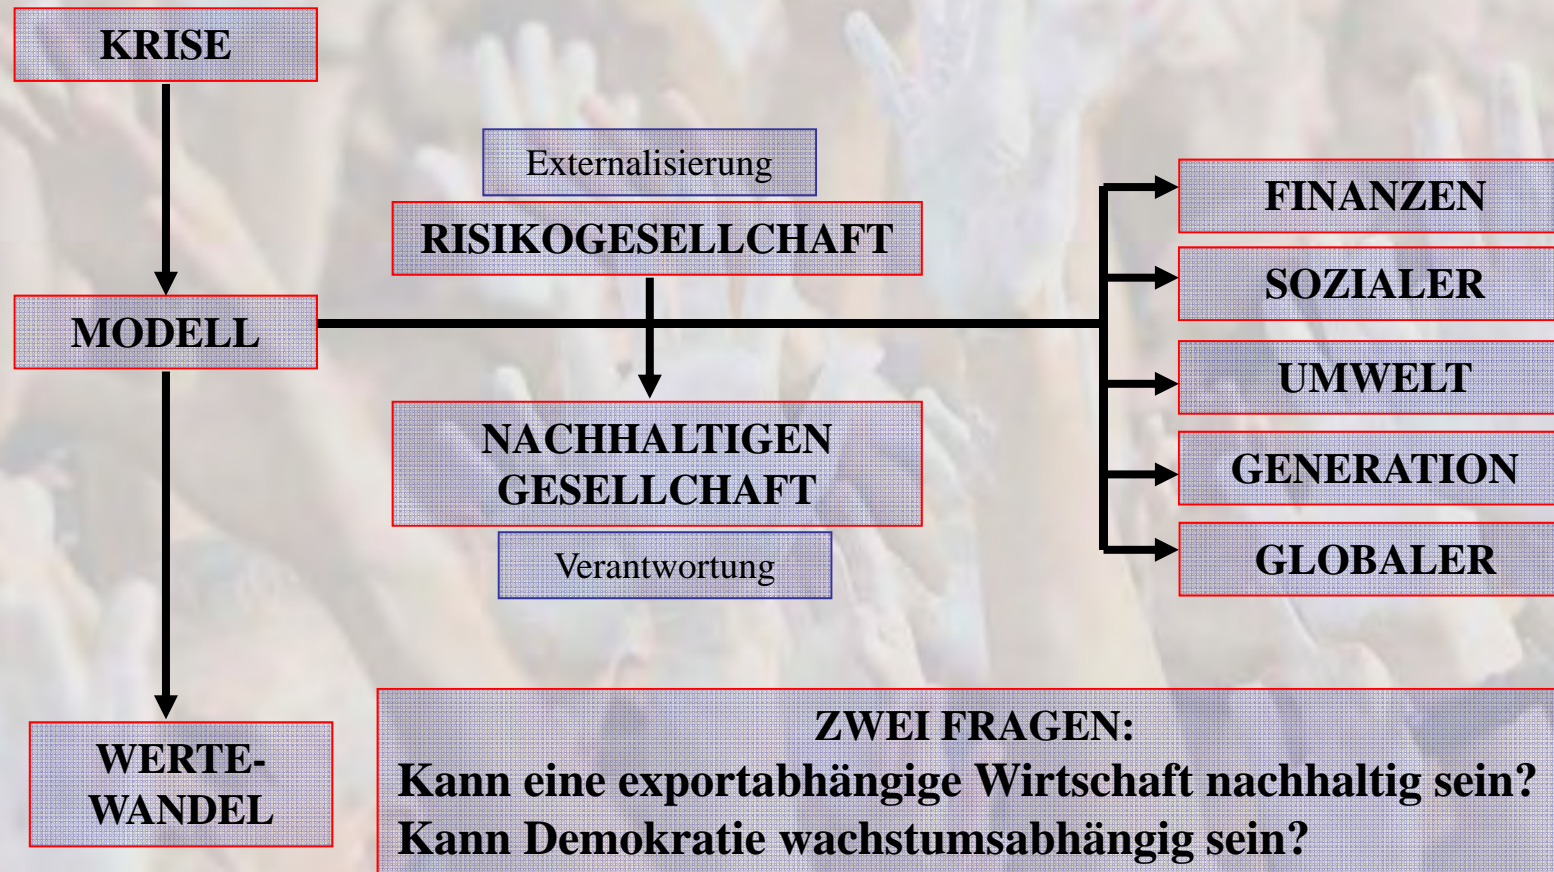 KRISE
Externalisierung
RISIKOGESELLCHAFT
MODELL
NACHHALTIGEN
GESELLCHAFT
Verantwortung
FINANZEN
SOZIALER
UMWELT
GENERATION
GLOBALER
WERTE-
WANDEL
ZWEI FRAGEN:
Kann eine exportabhängige Wirtschaft nachhaltig sein?
Kann Demokratie wachstumsabhängig sein?